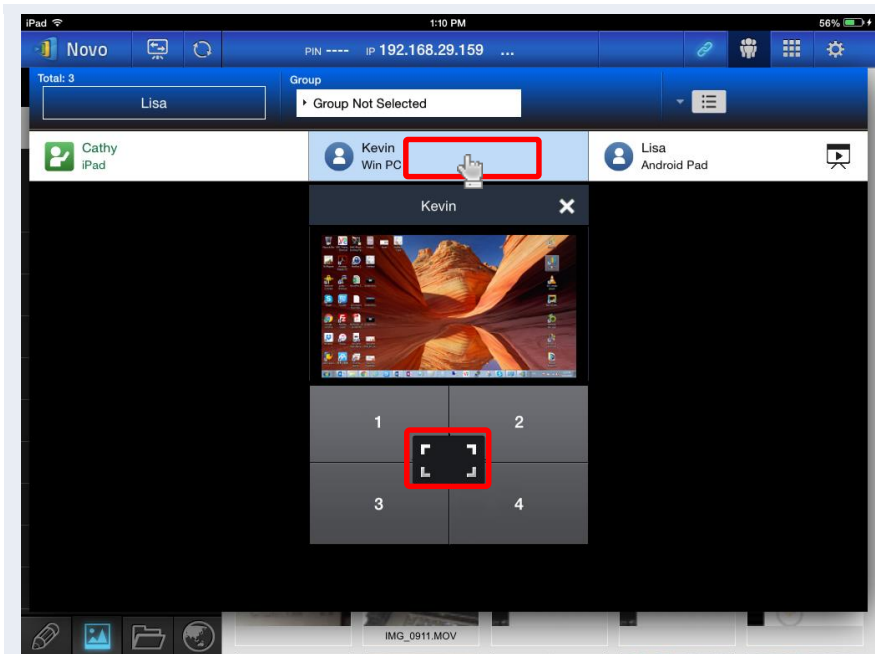 iPad 1:10 PM 56%
Novo PIN ---- IP 192.168.29.159 ...
Total: 3
Lisa
Group
Group Not Selected
Cathy
iPad
Kevin
Win PC
Lisa
Android Pad
Kevin
1 2
3 4
IMG_0911.MOV